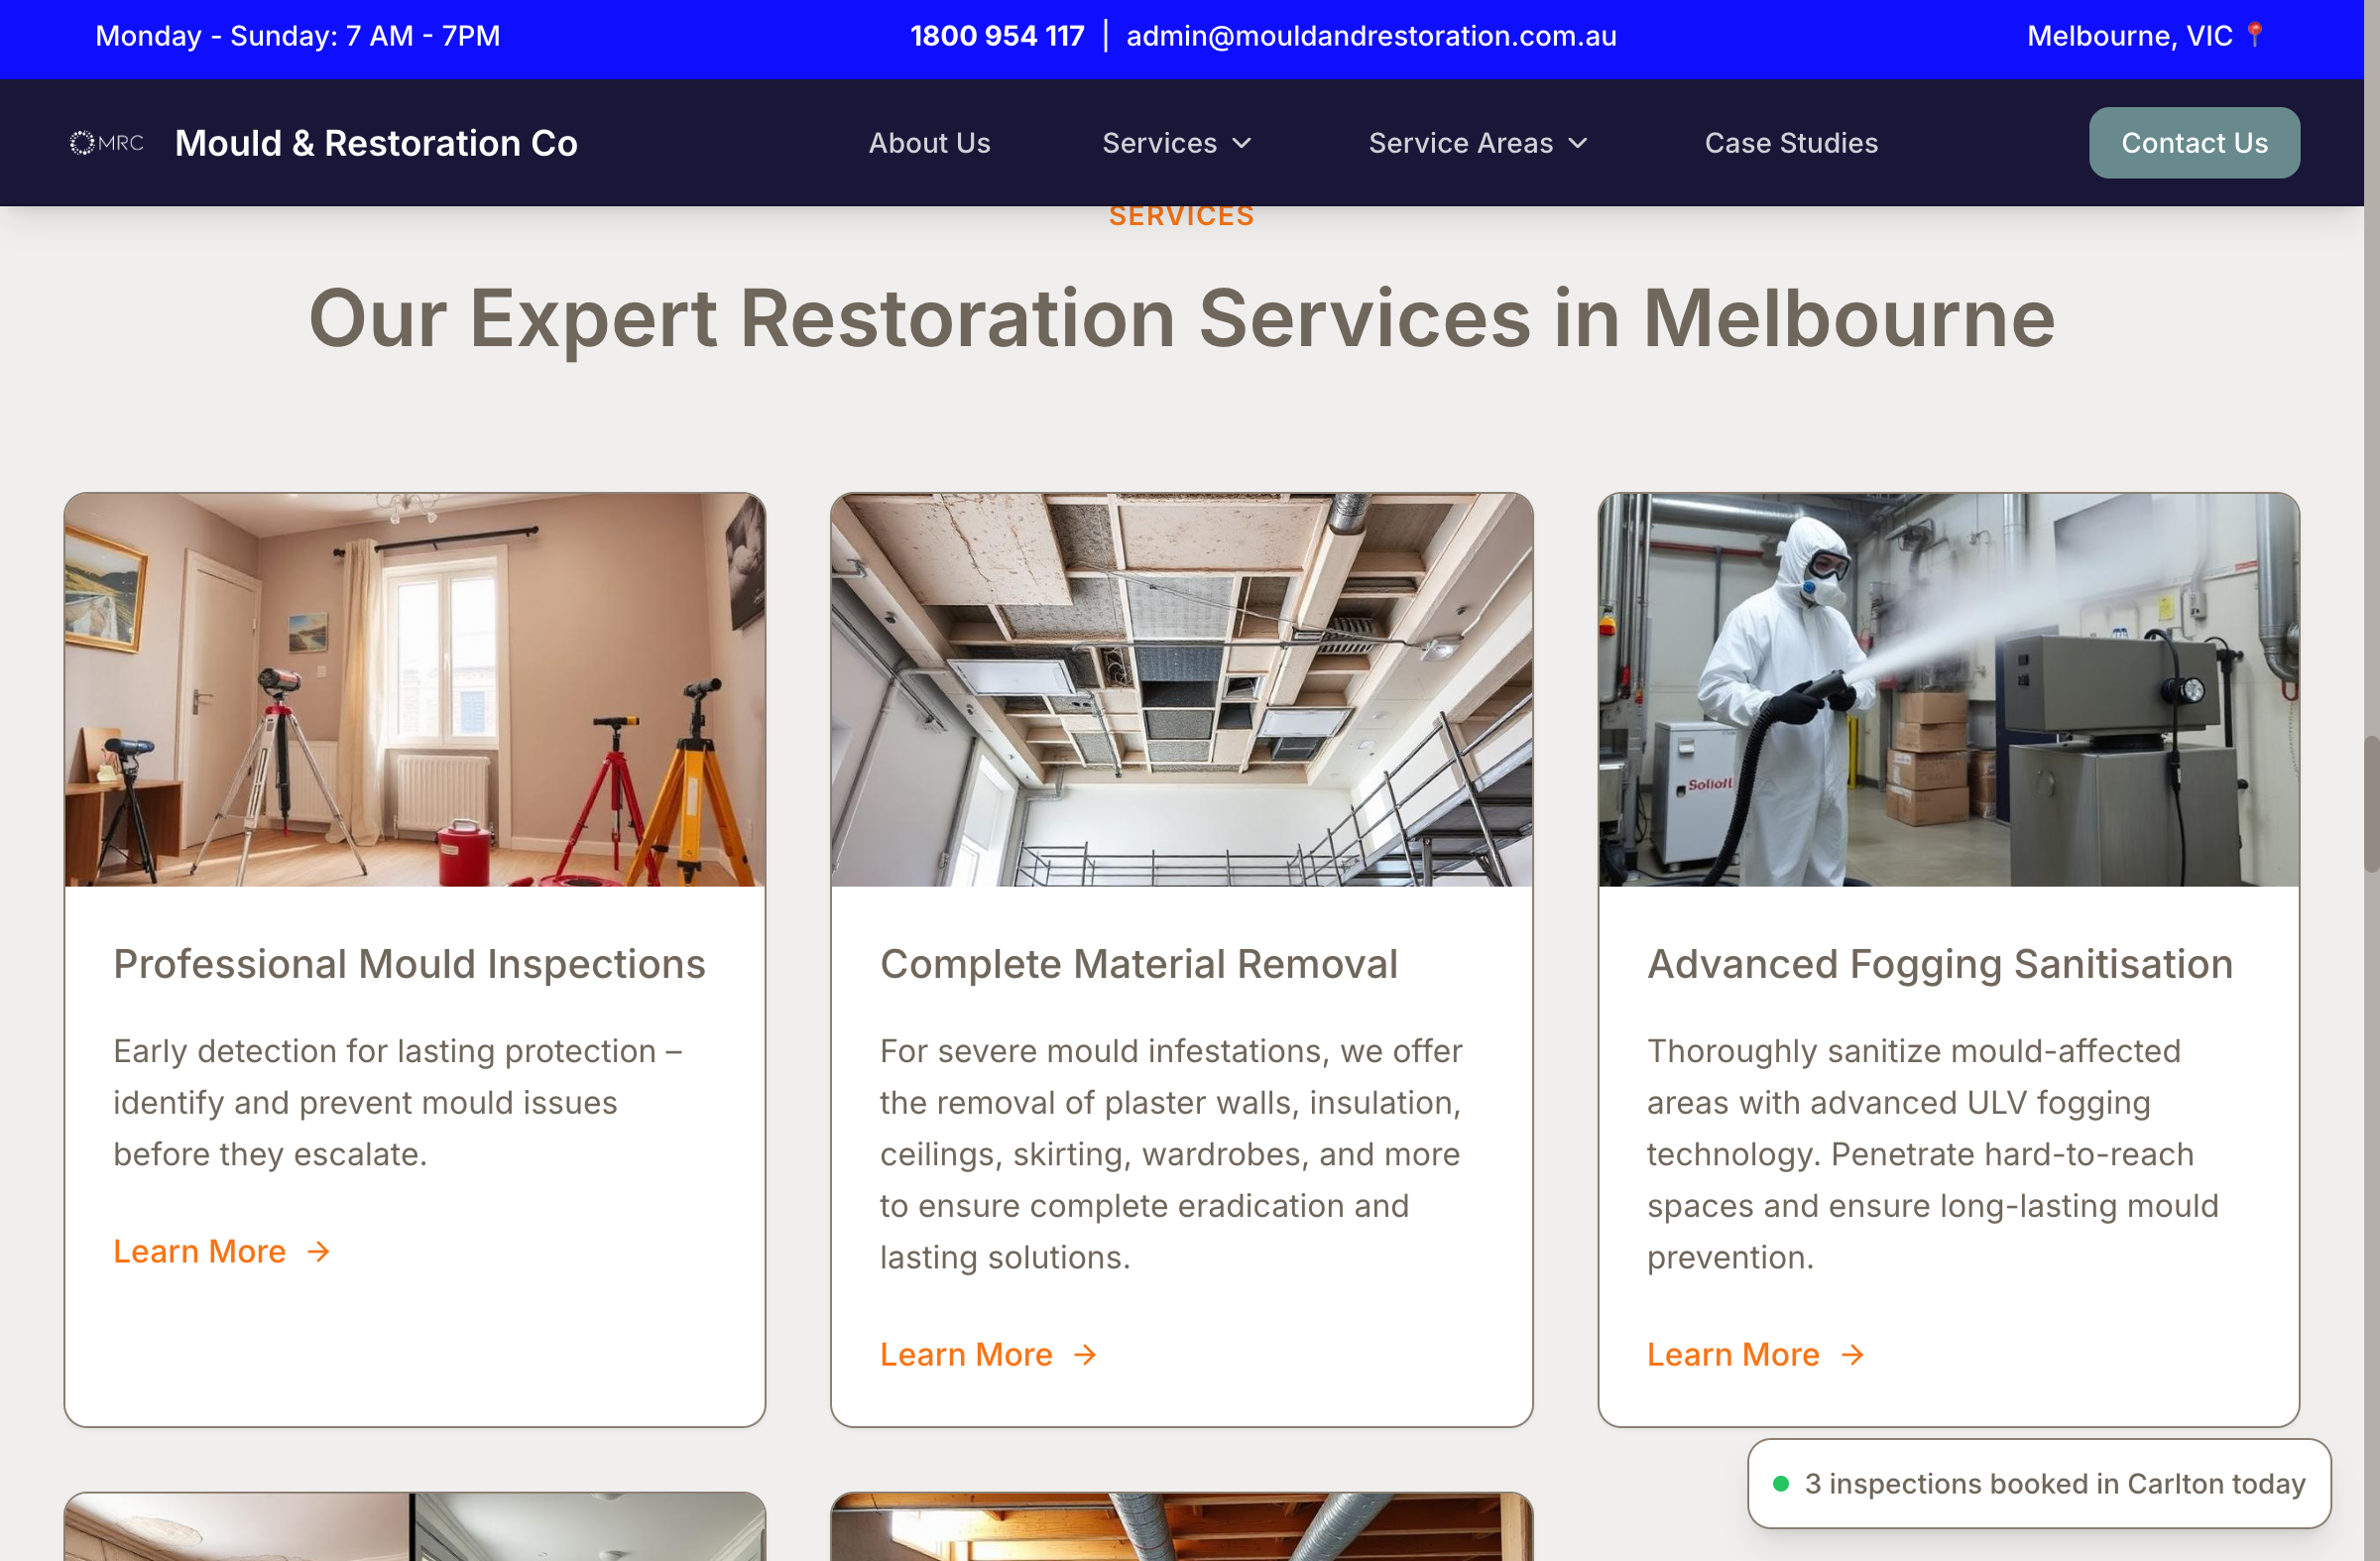 Monday - Sunday: 7 AM - 7PM
1800 954 117 | admin@mouldandrestoration.com.au
Melbourne, VIC 📍
MRC
Mould & Restoration Co
About Us
Services
Service Areas
Case Studies
Contact Us
SERVICES
Our Expert Restoration Services in Melbourne
Soliolt
Professional Mould Inspections
Early detection for lasting protection –
identify and prevent mould issues
before they escalate.
Learn More →
Complete Material Removal
For severe mould infestations, we offer
the removal of plaster walls, insulation,
ceilings, skirting, wardrobes, and more
to ensure complete eradication and
lasting solutions.
Learn More →
Advanced Fogging Sanitisation
Thoroughly sanitize mould-affected
areas with advanced ULV fogging
technology. Penetrate hard-to-reach
spaces and ensure long-lasting mould
prevention.
Learn More →
3 inspections booked in Carlton today